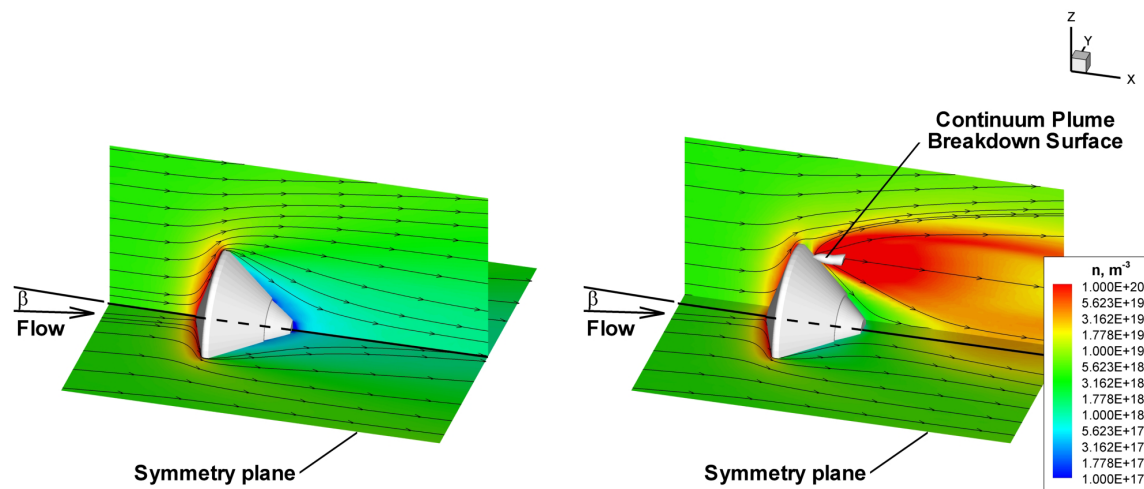 Z
Y
X
Continuum Plume
Breakdown Surface
β
Flow
Symmetry plane
β
Flow
Symmetry plane
n, m⁻³
1.000E+20
5.623E+19
3.162E+19
1.778E+19
1.000E+19
5.623E+18
3.162E+18
1.778E+18
1.000E+18
5.623E+17
3.162E+17
1.778E+17
1.000E+17